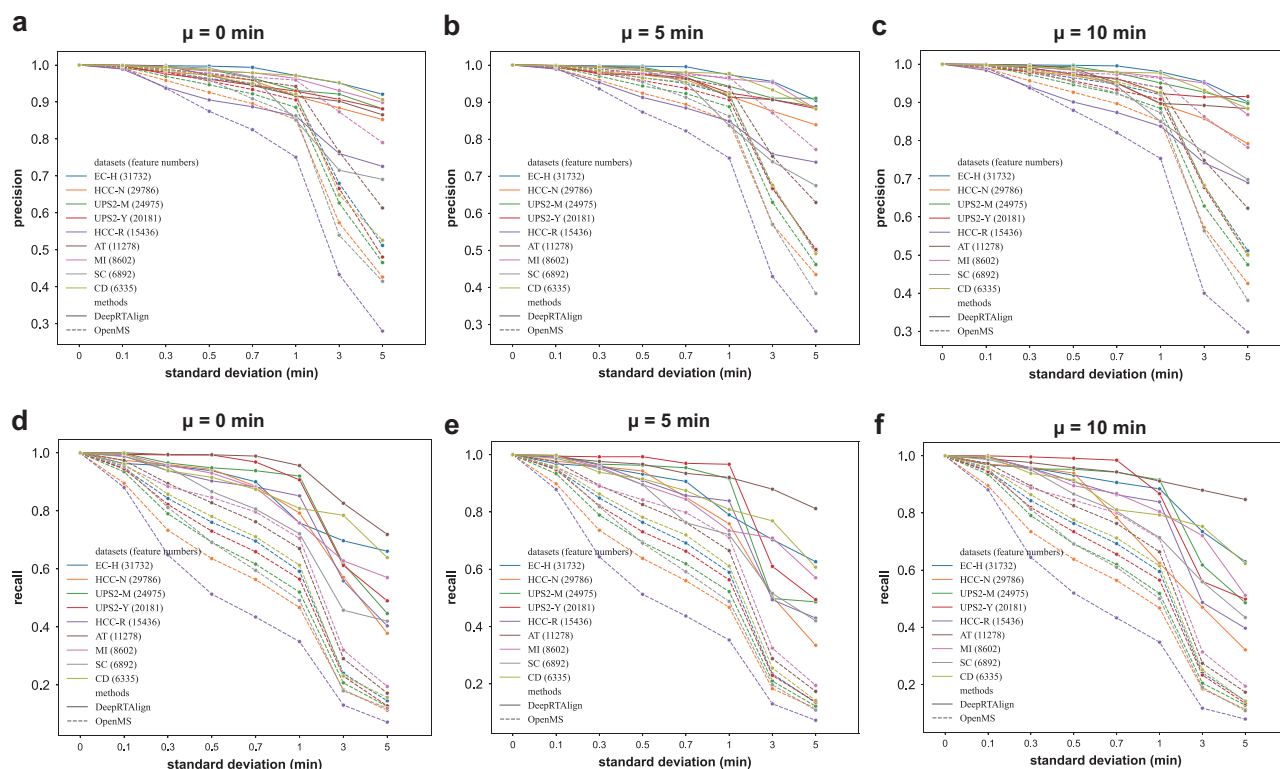 a
μ = 0 min
1.0
0.9
0.8
0.7
0.6
0.5
0.4
0.3
precision
datasets (feature numbers)
EC-H (31732)
HCC-N (29786)
UPS2-M (24975)
UPS2-Y (20181)
HCC-R (15436)
AT (11278)
MI (8602)
SC (6892)
CD (6335)
methods
DeepRTAlign
OpenMS
0 0.1 0.3 0.5 0.7 1 3 5
standard deviation (min)
b
μ = 5 min
1.0
0.9
0.8
0.7
0.6
0.5
0.4
0.3
precision
datasets (feature numbers)
EC-H (31732)
HCC-N (29786)
UPS2-M (24975)
UPS2-Y (20181)
HCC-R (15436)
AT (11278)
MI (8602)
SC (6892)
CD (6335)
methods
DeepRTAlign
OpenMS
0 0.1 0.3 0.5 0.7 1 3 5
standard deviation (min)
c
μ = 10 min
1.0
0.9
0.8
0.7
0.6
0.5
0.4
0.3
precision
datasets (feature numbers)
EC-H (31732)
HCC-N (29786)
UPS2-M (24975)
UPS2-Y (20181)
HCC-R (15436)
AT (11278)
MI (8602)
SC (6892)
CD (6335)
methods
DeepRTAlign
OpenMS
0 0.1 0.3 0.5 0.7 1 3 5
standard deviation (min)
d
μ = 0 min
1.0
0.8
0.6
0.4
0.2
recall
datasets (feature numbers)
EC-H (31732)
HCC-N (29786)
UPS2-M (24975)
UPS2-Y (20181)
HCC-R (15436)
AT (11278)
MI (8602)
SC (6892)
CD (6335)
methods
DeepRTAlign
OpenMS
0 0.1 0.3 0.5 0.7 1 3 5
standard deviation (min)
e
μ = 5 min
1.0
0.8
0.6
0.4
0.2
recall
datasets (feature numbers)
EC-H (31732)
HCC-N (29786)
UPS2-M (24975)
UPS2-Y (20181)
HCC-R (15436)
AT (11278)
MI (8602)
SC (6892)
CD (6335)
methods
DeepRTAlign
OpenMS
0 0.1 0.3 0.5 0.7 1 3 5
standard deviation (min)
f
μ = 10 min
1.0
0.8
0.6
0.4
0.2
recall
datasets (feature numbers)
EC-H (31732)
HCC-N (29786)
UPS2-M (24975)
UPS2-Y (20181)
HCC-R (15436)
AT (11278)
MI (8602)
SC (6892)
CD (6335)
methods
DeepRTAlign
OpenMS
0 0.1 0.3 0.5 0.7 1 3 5
standard deviation (min)